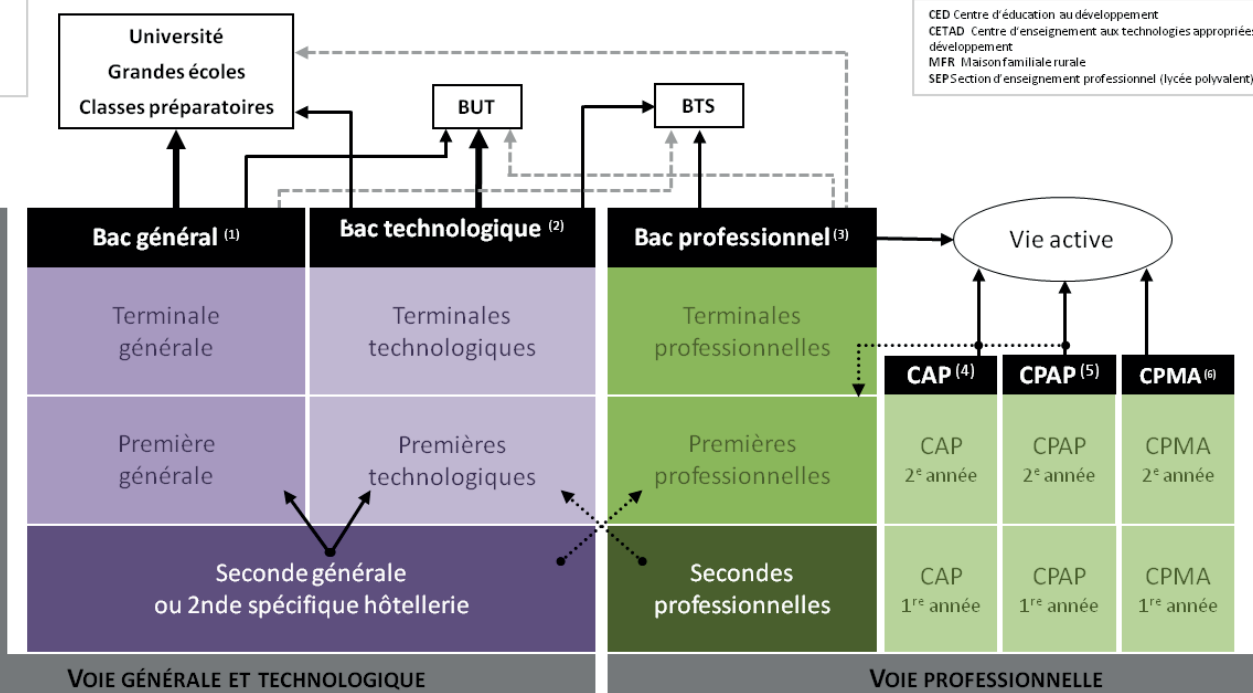 CED Centre d'éducation au développement
CETAD Centre d'enseignement aux technologies appropriées
développement
MFR Maison familiale rurale
SEP Section d'enseignement professionnel (lycée polyvalent)
Université
Grandes écoles
Classes préparatoires
BUT
BTS
Bac général (1)
Bac technologique (2)
Bac professionnel (3)
Vie active
Terminale
générale
Terminales
technologiques
Terminales
professionnelles
CAP (4)
CPAP (5)
CPMA (6)
Première
générale
Premières
technologiques
Premières
professionnelles
CAP
2e année
CPAP
2e année
CPMA
2e année
Seconde générale
ou 2nde spécifique hôtellerie
Secondes
professionnelles
CAP
1re année
CPAP
1re année
CPMA
1re année
VOIE GÉNÉRALE ET TECHNOLOGIQUE
VOIE PROFESSIONNELLE